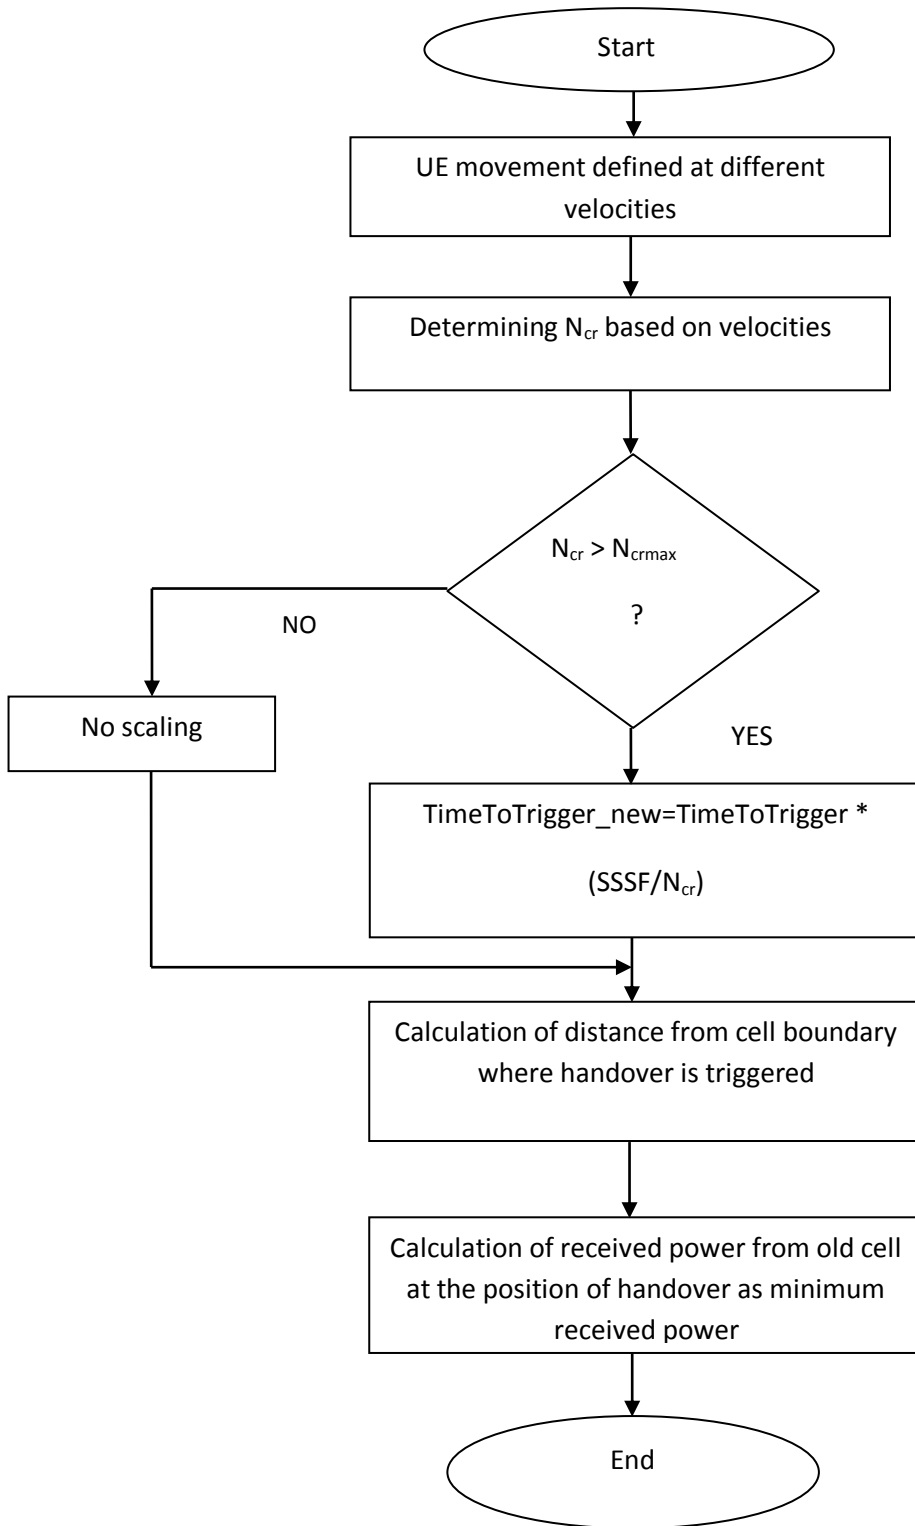 Start
UE movement defined at different
velocities
Determining Ncr based on velocities
Ncr > Ncrmax
?
NO
No scaling
YES
TimeToTrigger_new=TimeToTrigger *
(SSSF/Ncr)
Calculation of distance from cell boundary
where handover is triggered
Calculation of received power from old cell
at the position of handover as minimum
received power
End